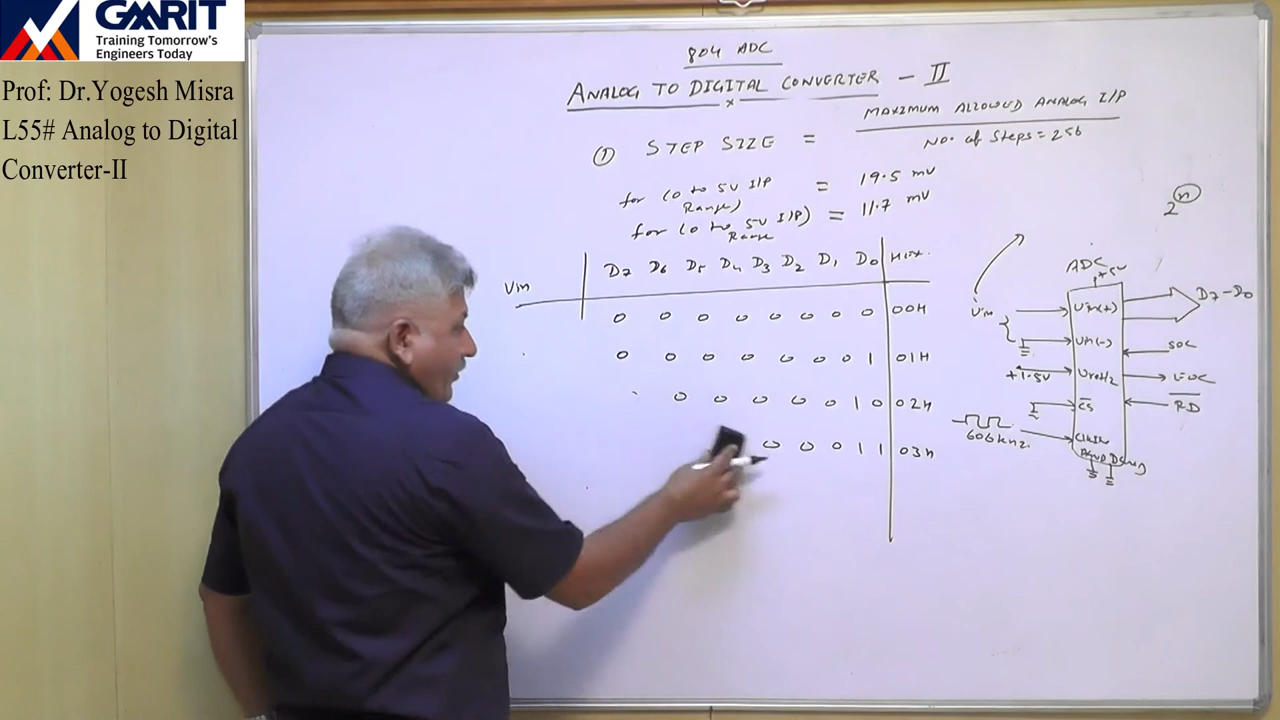 GMRIT
Training Tomorrow's
Engineers Today
Prof: Dr.Yogesh Misra
L55# Analog to Digital
Converter-II
804 ADC
ANALOG TO DIGITAL CONVERTER - II
① STEP SIZE = MAXIMUM ALLOWED ANALOG I/P
No. of Steps = 256
for (0 to 5V I/P Range) = 19.5 mV
for (0 to 5V I/P) Range = 11.7 mV
Vin D7 D6 D5 D4 D3 D2 D1 D0 HEX.
0 0 0 0 0 0 0 0 00H
0 0 0 0 0 0 0 1 01H
0 0 0 0 0 1 0 02H
0 0 0 1 1 03H
2^n
ADC
+5V
Vin Vin(+) D7-D0
Vin(-) SOC
+1.5V Vref/2 EOC
CS RD
606kHz. CLKIN
AGND DGND